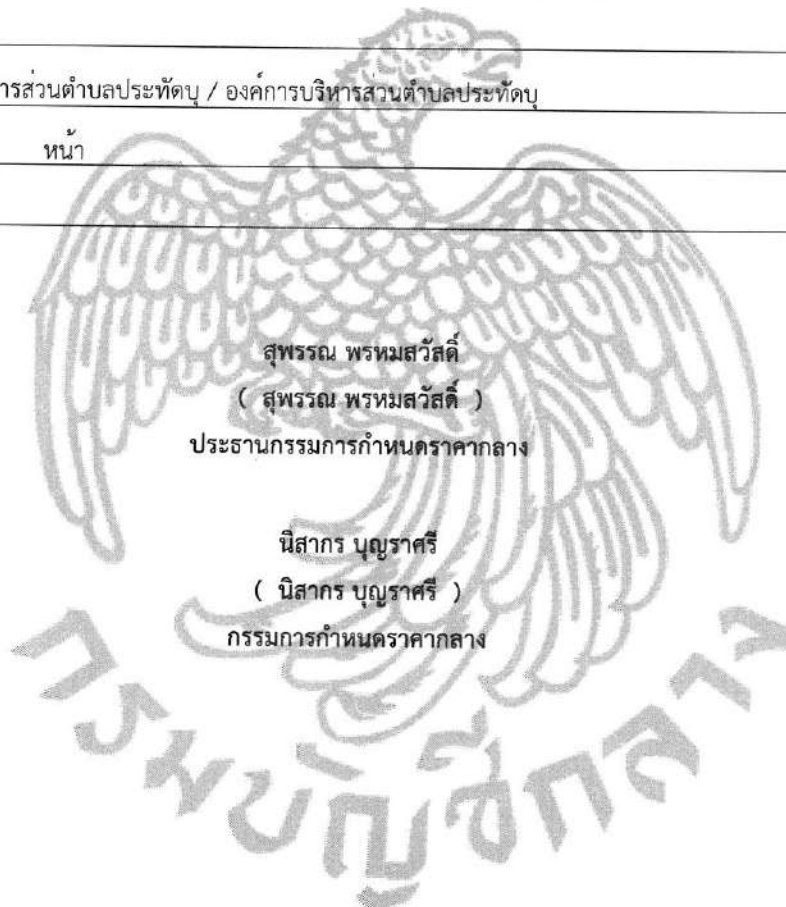 ารส่วนตำบลประทัดบุ / องค์การบริหารส่วนตำบลประทัดบุ
หน้า
สุพรรณ พรหมสวัสดิ์
( สุพรรณ พรหมสวัสดิ์ )
ประธานกรรมการกำหนดราคากลาง
นิสากร บุญราศรี
( นิสากร บุญราศรี )
กรรมการกำหนดราคากลาง
กรมบัญชีกลาง